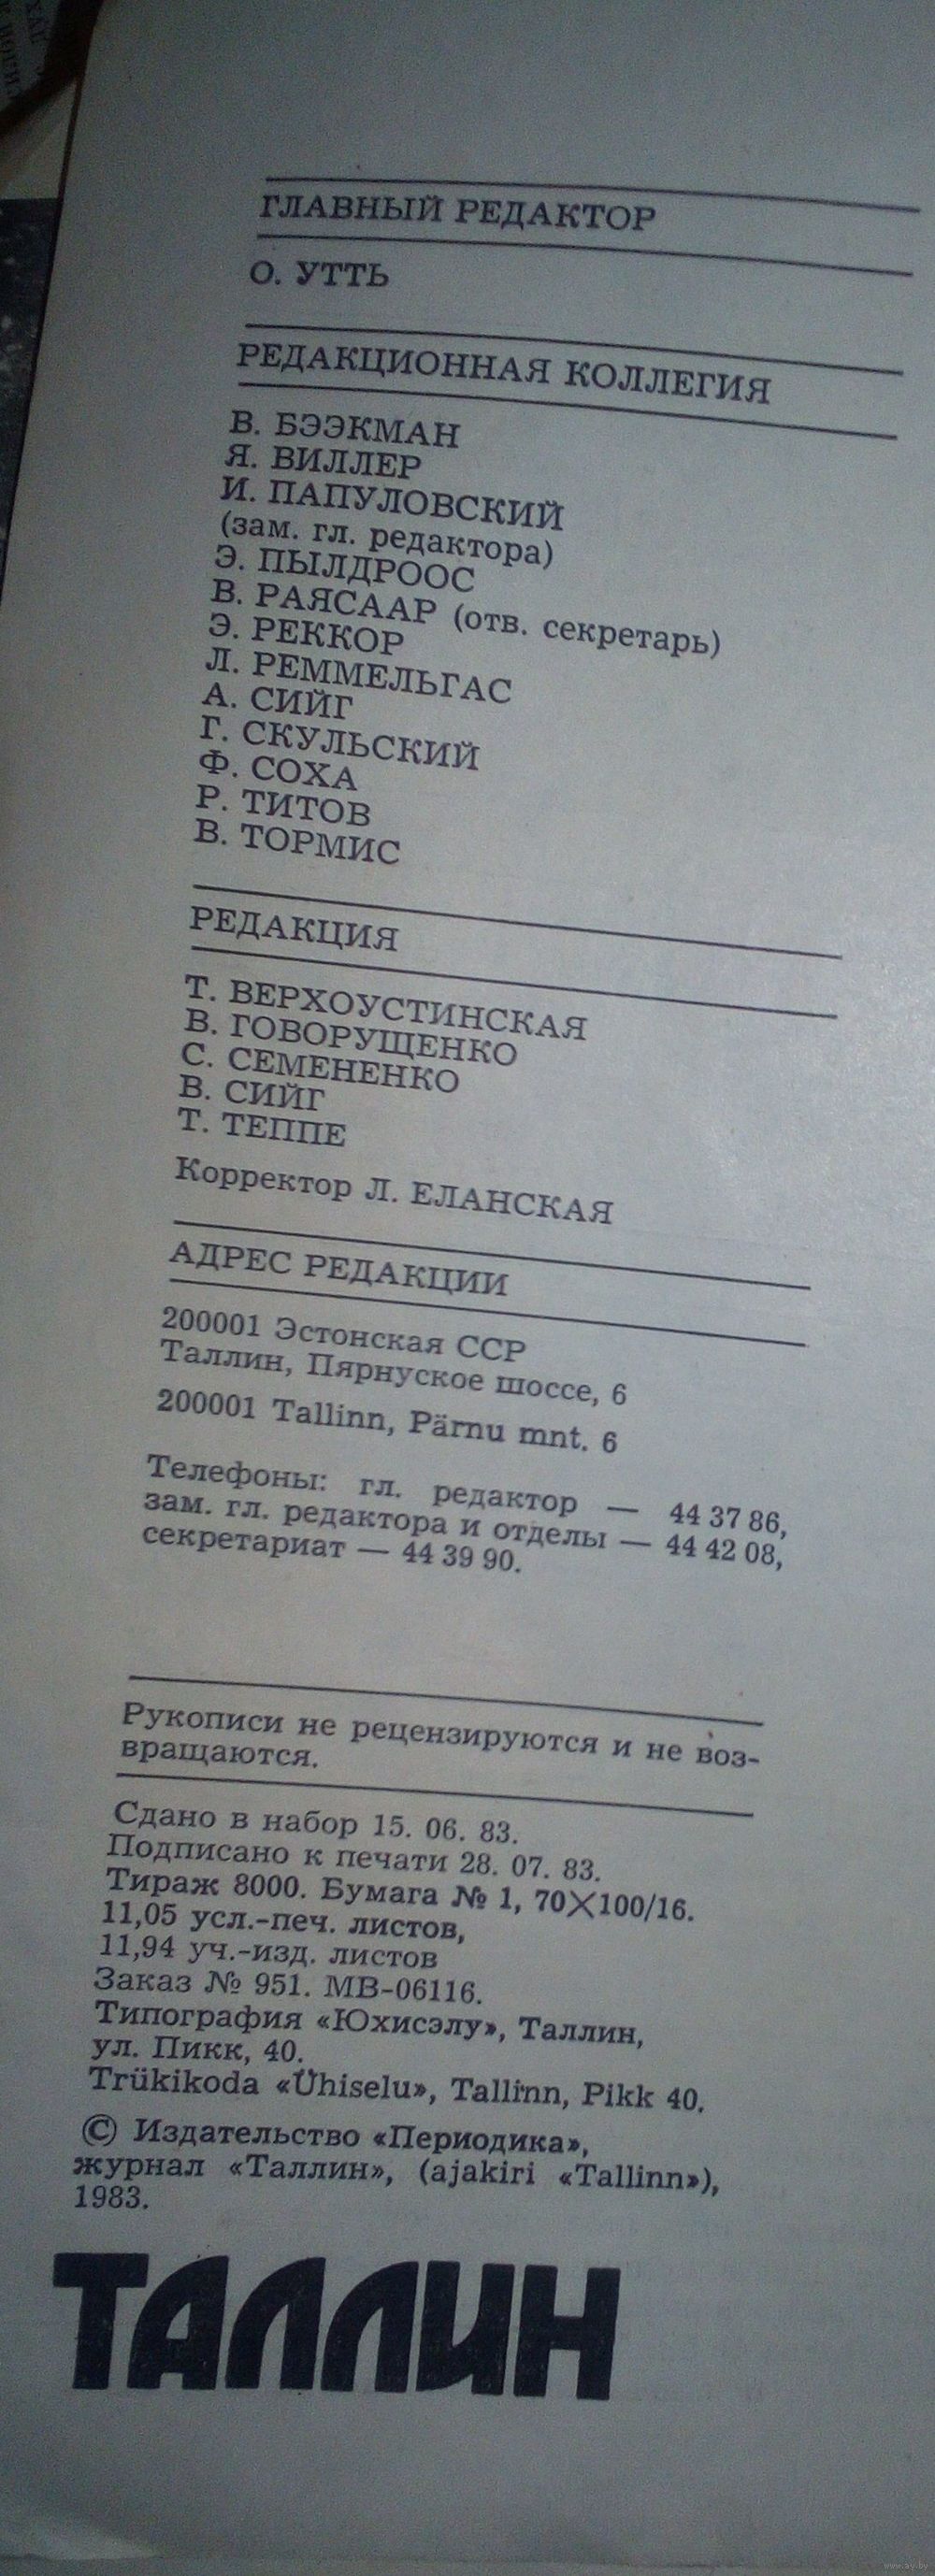 ГЛАВНЫЙ РЕДАКТОР
О. УТТЬ
РЕДАКЦИОННАЯ КОЛЛЕГИЯ
В. БЭЭКМАН
Я. ВИЛЛЕР
И. ПАПУЛОВСКИЙ
(зам. гл. редактора)
Э. ПЫЛДРООС
В. РАЯСААР (отв. секретарь)
Э. РЕККОР
Л. РЕММЕЛЬГАС
А. СИЙГ
Г. СКУЛЬСКИЙ
Ф. СОХА
Р. ТИТОВ
В. ТОРМИС
РЕДАКЦИЯ
Т. ВЕРХОУСТИНСКАЯ
В. ГОВОРУЩЕНКО
С. СЕМЕНЕНКО
В. СИЙГ
Т. ТЕППЕ
Корректор Л. ЕЛАНСКАЯ
АДРЕС РЕДАКЦИИ
200001 Эстонская ССР
Таллин, Пярнуское шоссе, 6
200001 Tallinn, Pärnu mnt. 6
Телефоны: гл. редактор — 44 37 86,
зам. гл. редактора и отделы — 44 42 08,
секретариат — 44 39 90.
Рукописи не рецензируются и не воз-
вращаются.
Сдано в набор 15. 06. 83.
Подписано к печати 28. 07. 83.
Тираж 8000. Бумага № 1, 70×100/16.
11,05 усл.-печ. листов,
11,94 уч.-изд. листов
Заказ № 951. МВ-06116.
Типография «Юхисэлу», Таллин,
ул. Пикк, 40.
Trükikoda «Ühiselu», Tallinn, Pikk 40.
© Издательство «Периодика»,
журнал «Таллин», (ajakiri «Tallinn»),
1983.
ТАЛЛИН
www.ay.by